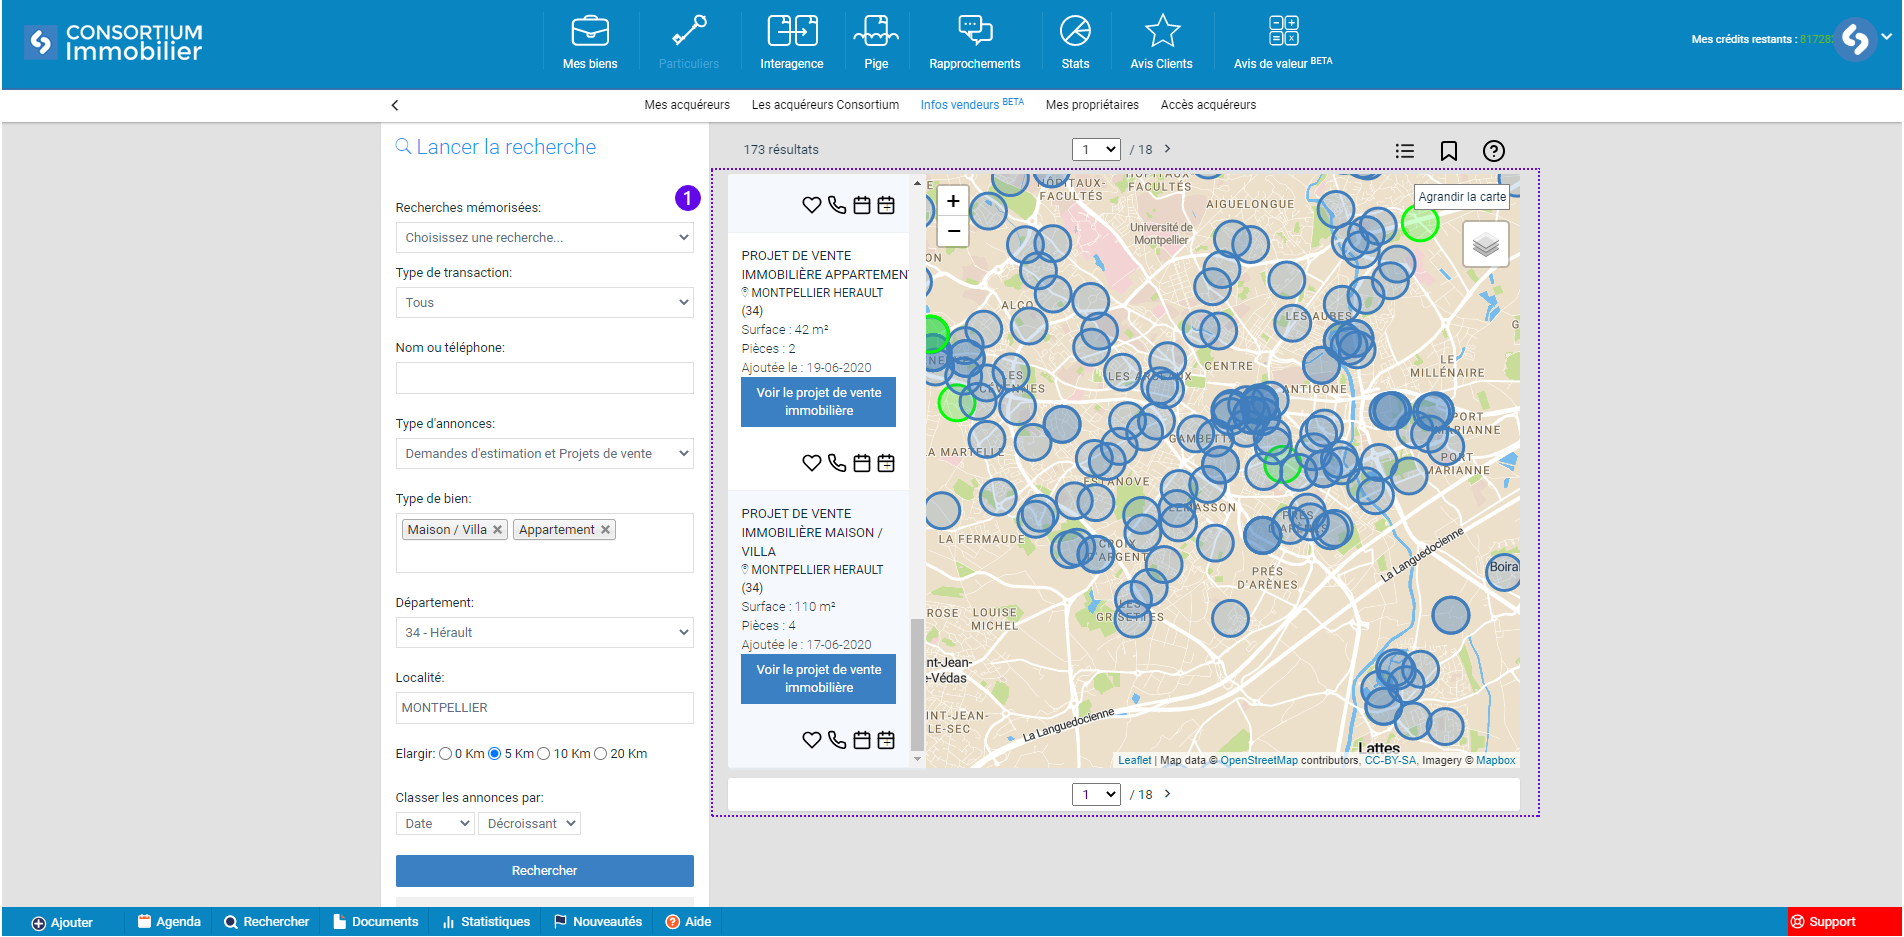 CONSORTIUM
Immobilier
Mes biens
Particuliers
Interagence
Pige
Rapprochements
Stats
Avis Clients
Avis de valeur BETA
Mes crédits restants :
Mes acquéreurs
Les acquéreurs Consortium
Infos vendeurs BETA
Mes propriétaires
Accès acquéreurs
Lancer la recherche
1
Recherches mémorisées:
Choisissez une recherche...
Type de transaction:
Tous
Nom ou téléphone:
Type d'annonces:
Demandes d'estimation et Projets de vente
Type de bien:
Maison / Villa ×
Appartement ×
Département:
34 - Hérault
Localité:
MONTPELLIER
Elargir: 0 Km 5 Km 10 Km 20 Km
Classer les annonces par:
Date
Décroissant
Rechercher
173 résultats
1 / 18 >
PROJET DE VENTE
IMMOBILIÈRE APPARTEMENT
MONTPELLIER HERAULT
(34)
Surface : 42 m²
Pièces : 2
Ajoutée le : 19-06-2020
Voir le projet de vente
immobilière
PROJET DE VENTE
IMMOBILIÈRE MAISON /
VILLA
MONTPELLIER HERAULT
(34)
Surface : 110 m²
Pièces : 4
Ajoutée le : 17-06-2020
Voir le projet de vente
immobilière
+
−
Agrandir la carte
HÔPITAUX-
FACULTÉS
HÔPITAUX-
FACULTÉS
AIGUELONGUE
Université de
Montpellier
ALCO
LES AUBES
LE
MILLÉNAIRE
CENTRE
LES ARCEAUX
LES
CÉVENNES
ANTIGONE
PORT
MARIANNE
GAMBETTA
PORT
MARIANNE
LA MARTELLE
ESTANOVE
LEMASSON
LA FERMAUDE
CROIX
D'ARGENT
PRÉS
D'ARÈNES
PRÉS
D'ARÈNES
La Languedocienne
Boira
LES
GRISETTES
ROSE
LOUISE
MICHEL
nt-Jean-
-Védas
INT-JEAN-
LE-SEC
La Languedocienne
Lattes
Leaflet | Map data © OpenStreetMap contributors, CC-BY-SA, Imagery © Mapbox
1 / 18 >
Ajouter
Agenda
Rechercher
Documents
Statistiques
Nouveautés
Aide
Support